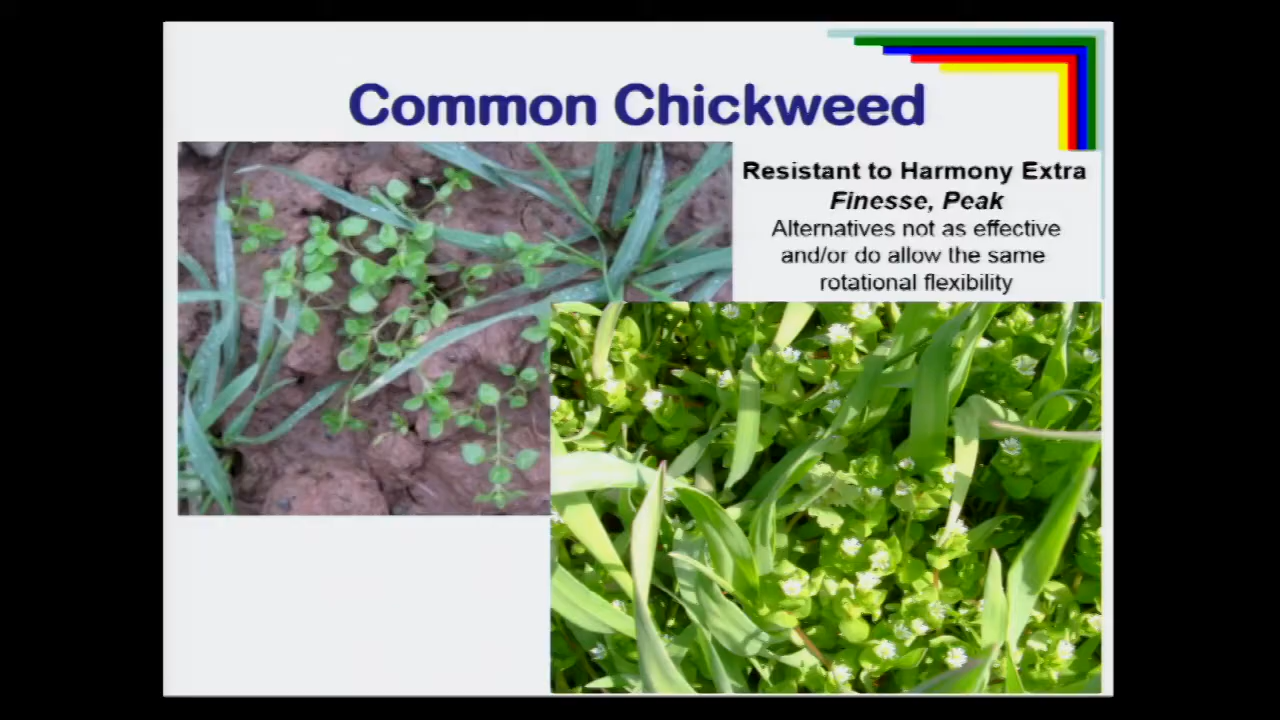 Common Chickweed
Resistant to Harmony Extra
Finesse, Peak
Alternatives not as effective
and/or do allow the same
rotational flexibility